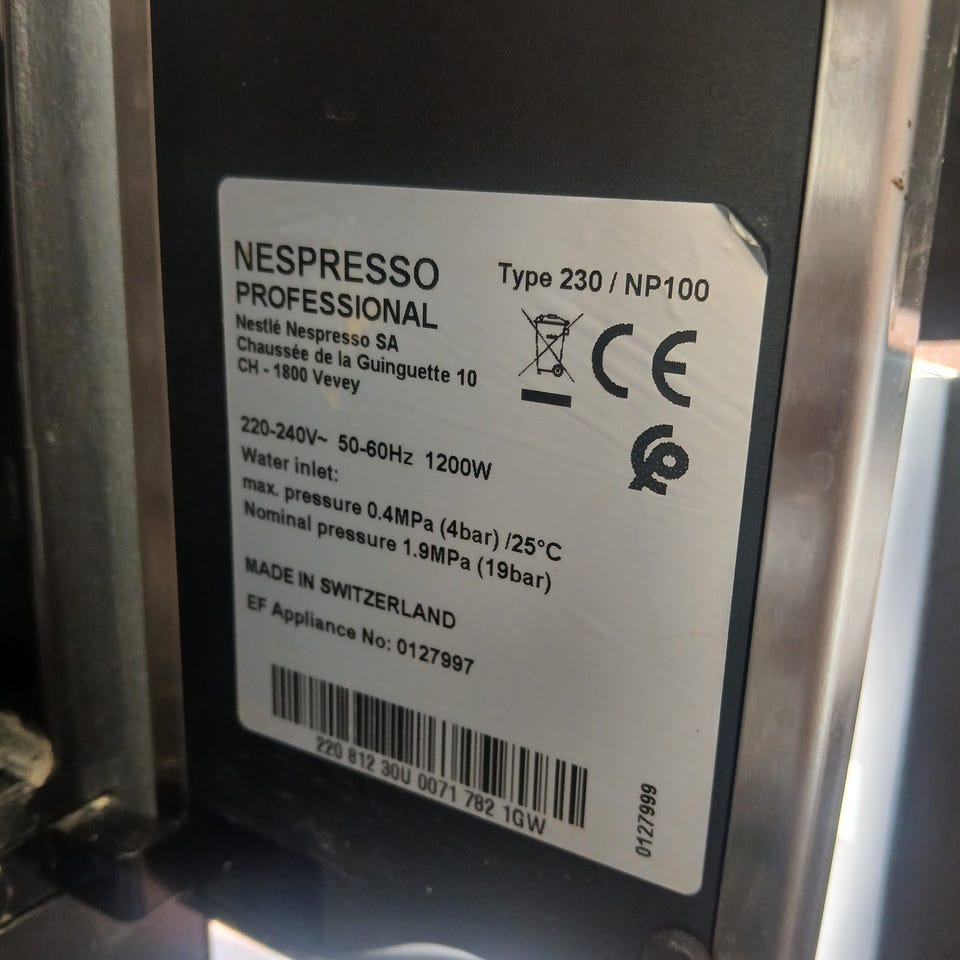 NESPRESSO
PROFESSIONAL
Nestlé Nespresso SA
Chaussée de la Guinguette 10
CH - 1800 Vevey
Type 230 / NP100
CE
220-240V~ 50-60Hz 1200W
Water inlet:
max. pressure 0.4MPa (4bar) /25°C
Nominal pressure 1.9MPa (19bar)
MADE IN SWITZERLAND
EF Appliance No: 0127997
220 812 30U 0071 782 1GW
0127999